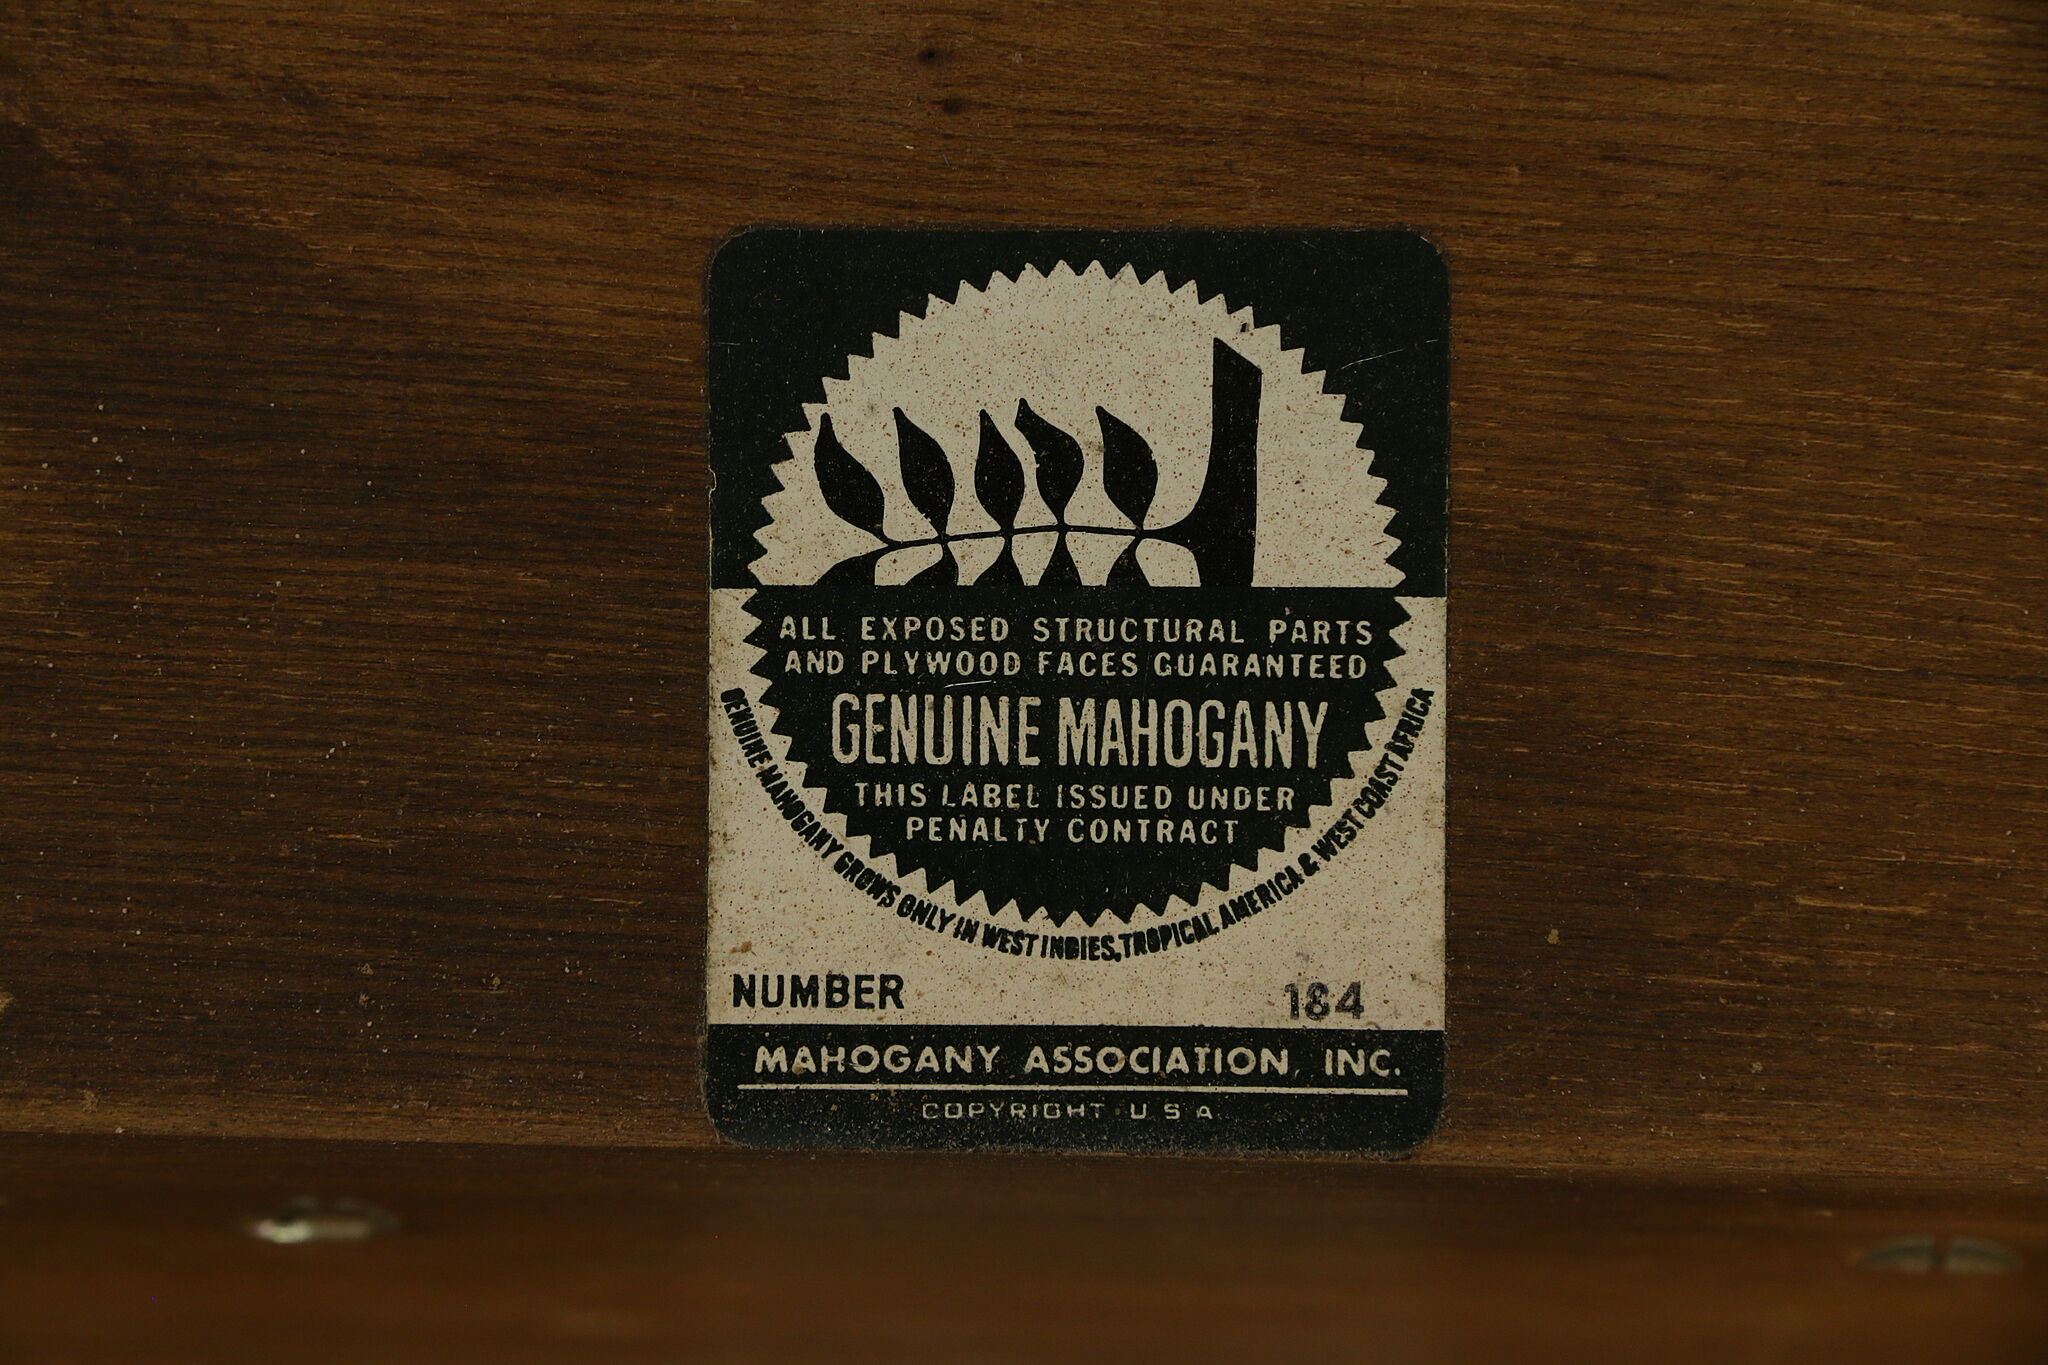 ALL EXPOSED STRUCTURAL PARTS
AND PLYWOOD FACES GUARANTEED
GENUINE MAHOGANY
THIS LABEL ISSUED UNDER
PENALTY CONTRACT
GENUINE MAHOGANY GROWS ONLY IN WEST INDIES, TROPICAL AMERICA & WEST COAST AFRICA
NUMBER 184
MAHOGANY ASSOCIATION, INC.
COPYRIGHT U S A